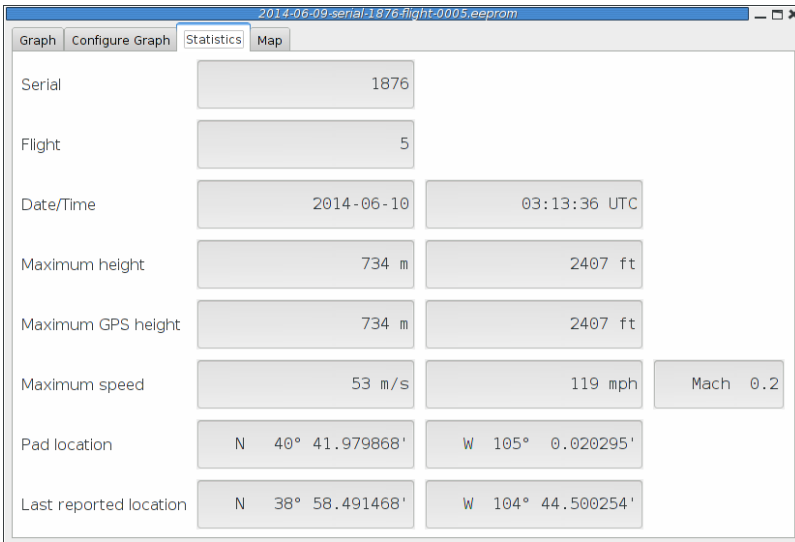 2014-06-09-serial-1876-flight-0005.eeprom
Graph Configure Graph Statistics Map
Serial 1876
Flight 5
Date/Time 2014-06-10 03:13:36 UTC
Maximum height 734 m 2407 ft
Maximum GPS height 734 m 2407 ft
Maximum speed 53 m/s 119 mph Mach 0.2
Pad location N 40° 41.979868' W 105° 0.020295'
Last reported location N 38° 58.491468' W 104° 44.500254'